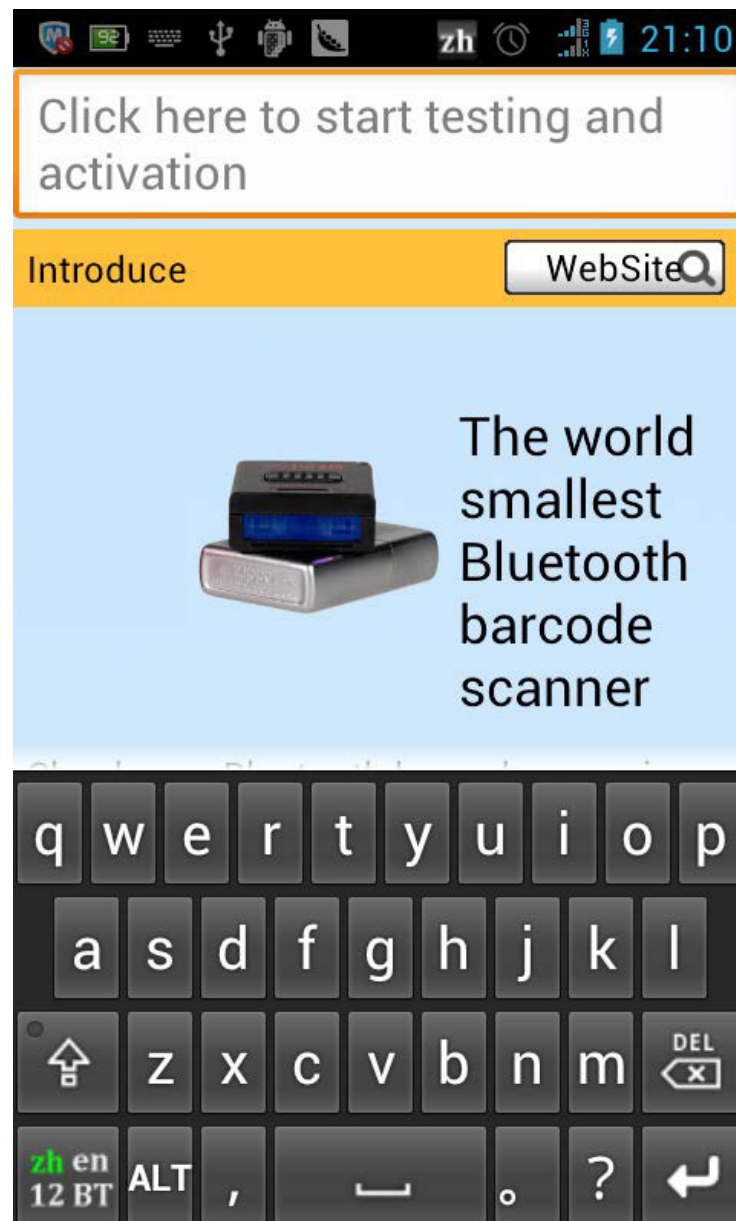 92 zh 21:10
Click here to start testing and
activation
Introduce
WebSite
The world
smallest
Bluetooth
barcode
scanner
q w e r t y u i o p
a s d f g h j k l
z x c v b n m DEL
zh en
12 BT ALT , 。 ?